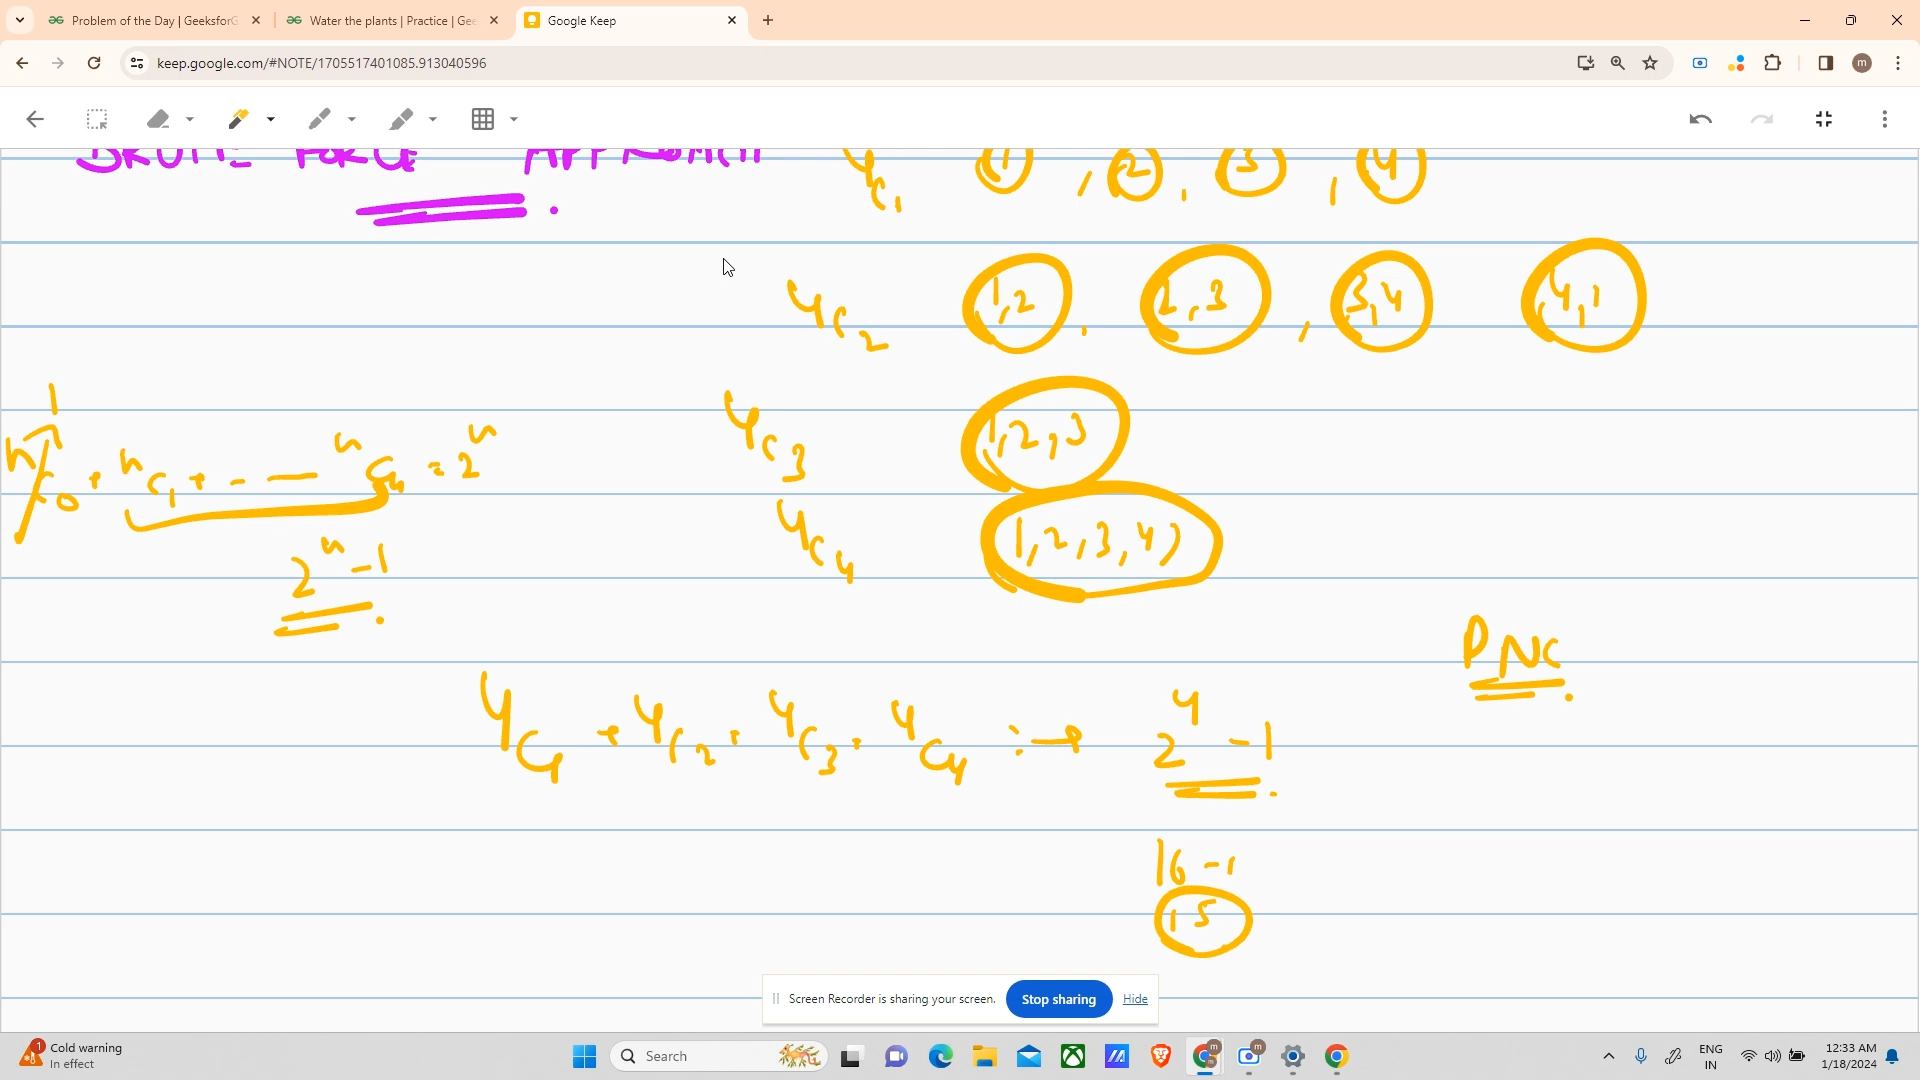 Problem of the Day | GeeksforG
Water the plants | Practice | Gee
Google Keep
keep.google.com/#NOTE/1705517401085.913040596
m
BRUTE FORCE APPROACH
4C1 1 , 2 , 3 , 4
4C2 1,2 , 2,3 , 3,4 4,1
4C3 1,2,3
nC0 + nC1 + - — nCn = 2^n
1
4C4 1,2,3,4)
2^n - 1
PNC
4C1 + 4C2 + 4C3 + 4C4 :→ 2^4 - 1
16 - 1
15
Screen Recorder is sharing your screen. Stop sharing Hide
Cold warning
In effect
1
Search
m
m
ENG
IN
12:33 AM
1/18/2024